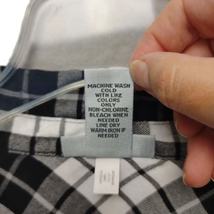 MACHINE WASH
COLD
WITH LIKE
COLORS
ONLY
NON-CHLORINE
BLEACH WHEN
NEEDED
LINE DRY
WARM IRON IF
NEEDED